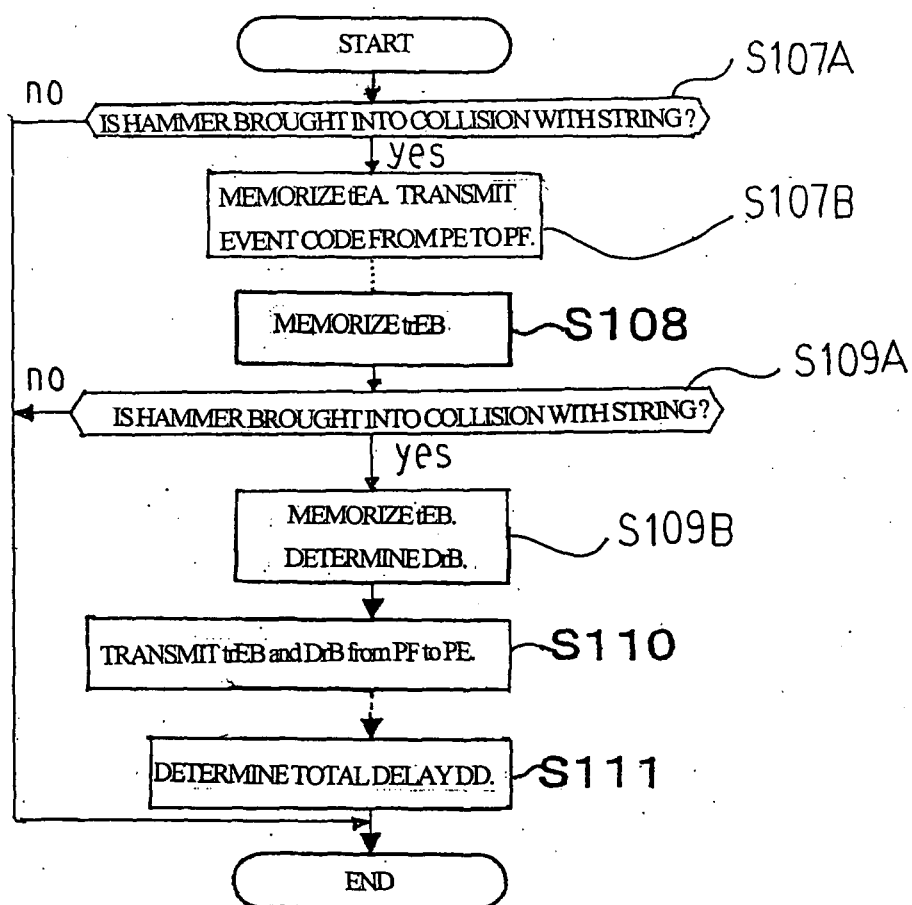 START
S107A
no
IS HAMMER BROUGHT INTO COLLISION WITH STRING?
yes
MEMORIZE tEA. TRANSMIT
EVENT CODE FROM PE TO PF.
S107B
MEMORIZE trEB
S108
S109A
no
IS HAMMER BROUGHT INTO COLLISION WITH STRING?
yes
MEMORIZE tEB.
DETERMINE DrB.
S109B
TRANSMIT trEB and DrB from PF to PE.
S110
DETERMINE TOTAL DELAY DD.
S111
END